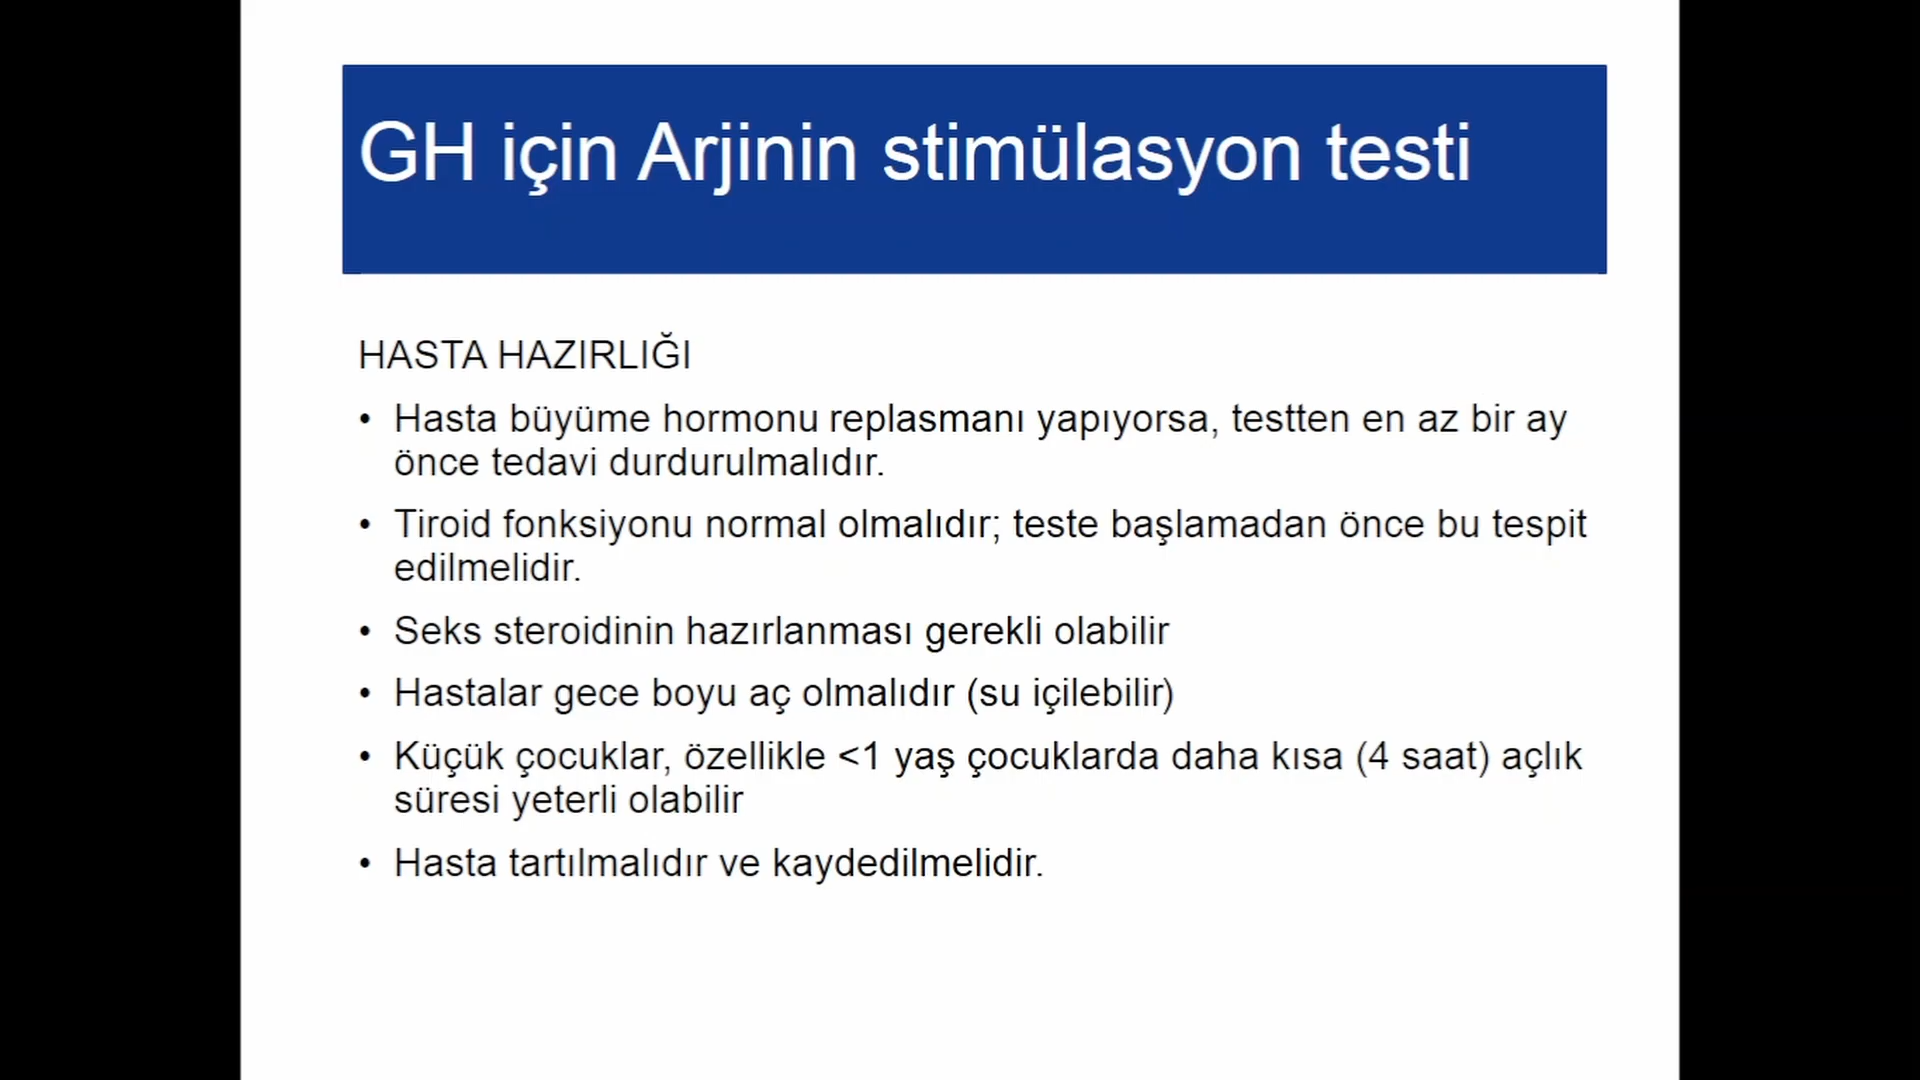 GH için Arjinin stimülasyon testi
HASTA HAZIRLIĞI
• Hasta büyüme hormonu replasmanı yapıyorsa, testten en az bir ay
önce tedavi durdurulmalıdır.
• Tiroid fonksiyonu normal olmalıdır; teste başlamadan önce bu tespit
edilmelidir.
• Seks steroidinin hazırlanması gerekli olabilir
• Hastalar gece boyu aç olmalıdır (su içilebilir)
• Küçük çocuklar, özellikle <1 yaş çocuklarda daha kısa (4 saat) açlık
süresi yeterli olabilir
• Hasta tartılmalıdır ve kaydedilmelidir.